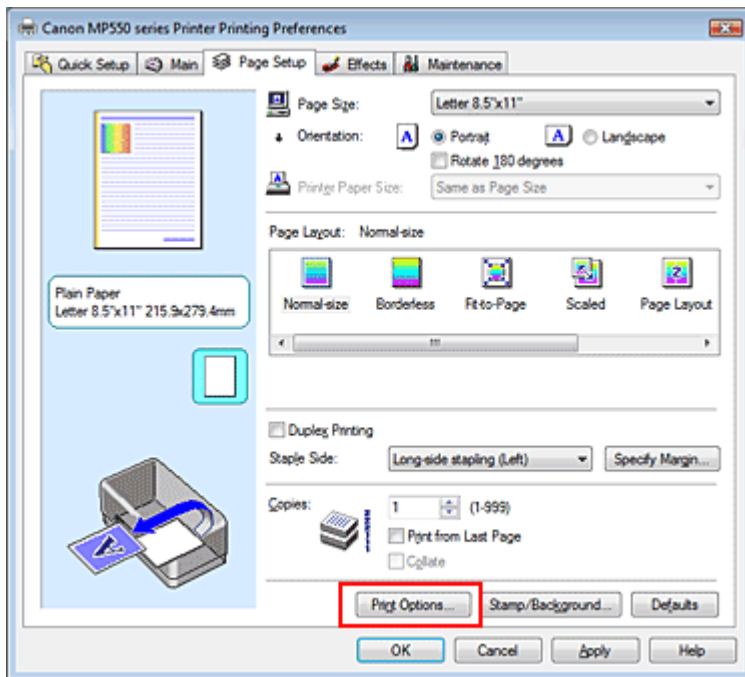 Canon MP550 series Printer Printing Preferences
Quick Setup Main Page Setup Effects Maintenance
Page Size: Letter 8.5"x11"
Orientation: A Portrait A Landscape
Rotate 180 degrees
Printer Paper Size: Same as Page Size
Page Layout: Normal-size
Normal-size Borderless Fit-to-Page Scaled Page Layout
Plain Paper
Letter 8.5"x11" 215.9x279.4mm
Duplex Printing
Staple Side: Long-side stapling (Left) Specify Margin...
Copies: 1 (1-999)
Print from Last Page
Collate
Print Options... Stamp/Background... Defaults
OK Cancel Apply Help